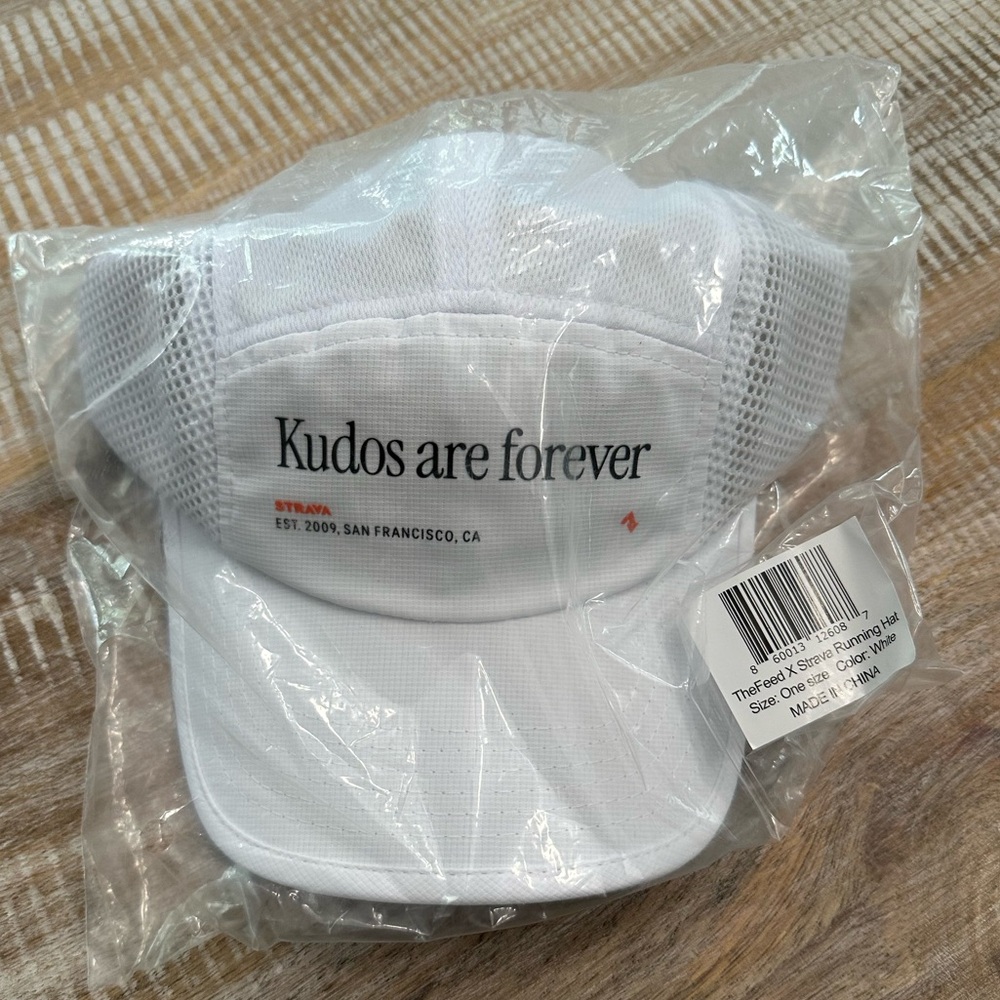 Kudos are forever
STRAVA
EST. 2009, SAN FRANCISCO, CA
8 60013 12608 7
TheFeed X Strava Running Hat
Size: One size Color: White
MADE IN CHINA